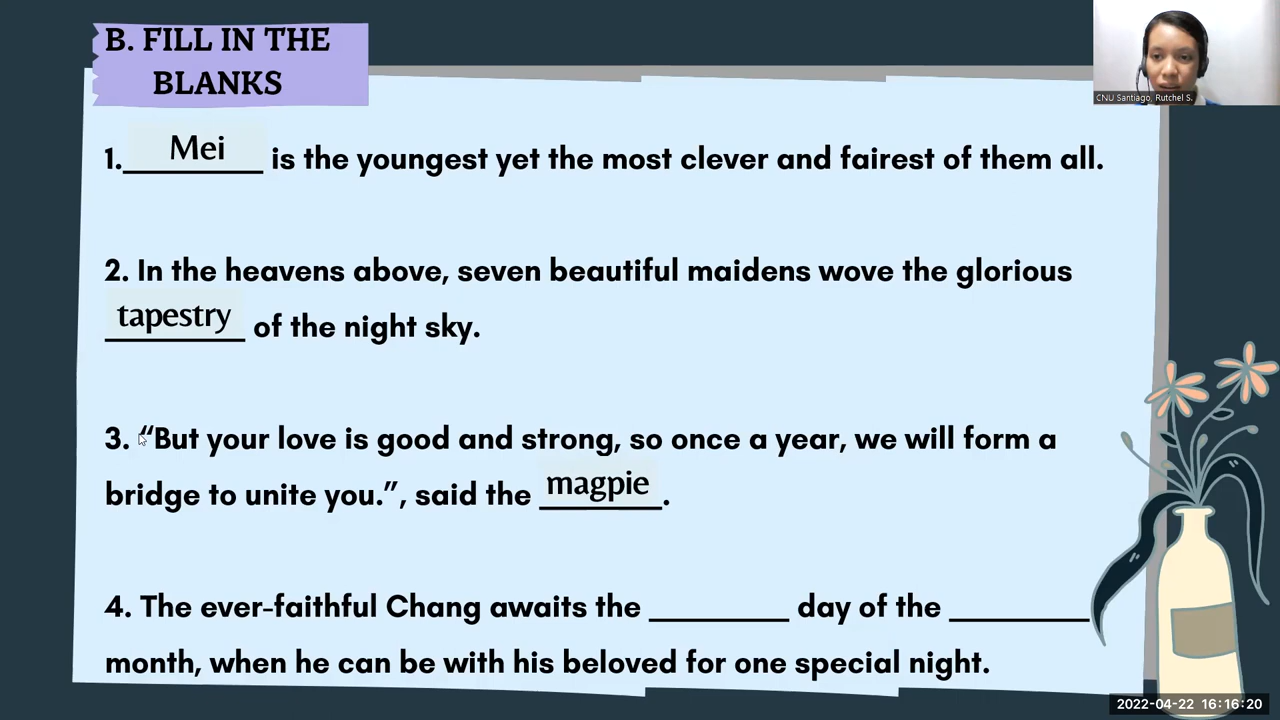 B. FILL IN THE
BLANKS
CNU Santiago, Rutchel S.
1. Mei is the youngest yet the most clever and fairest of them all.
2. In the heavens above, seven beautiful maidens wove the glorious
tapestry of the night sky.
3. “But your love is good and strong, so once a year, we will form a
bridge to unite you.”, said the magpie.
4. The ever-faithful Chang awaits the _________ day of the _________
month, when he can be with his beloved for one special night.
2022-04-22 16:16:20